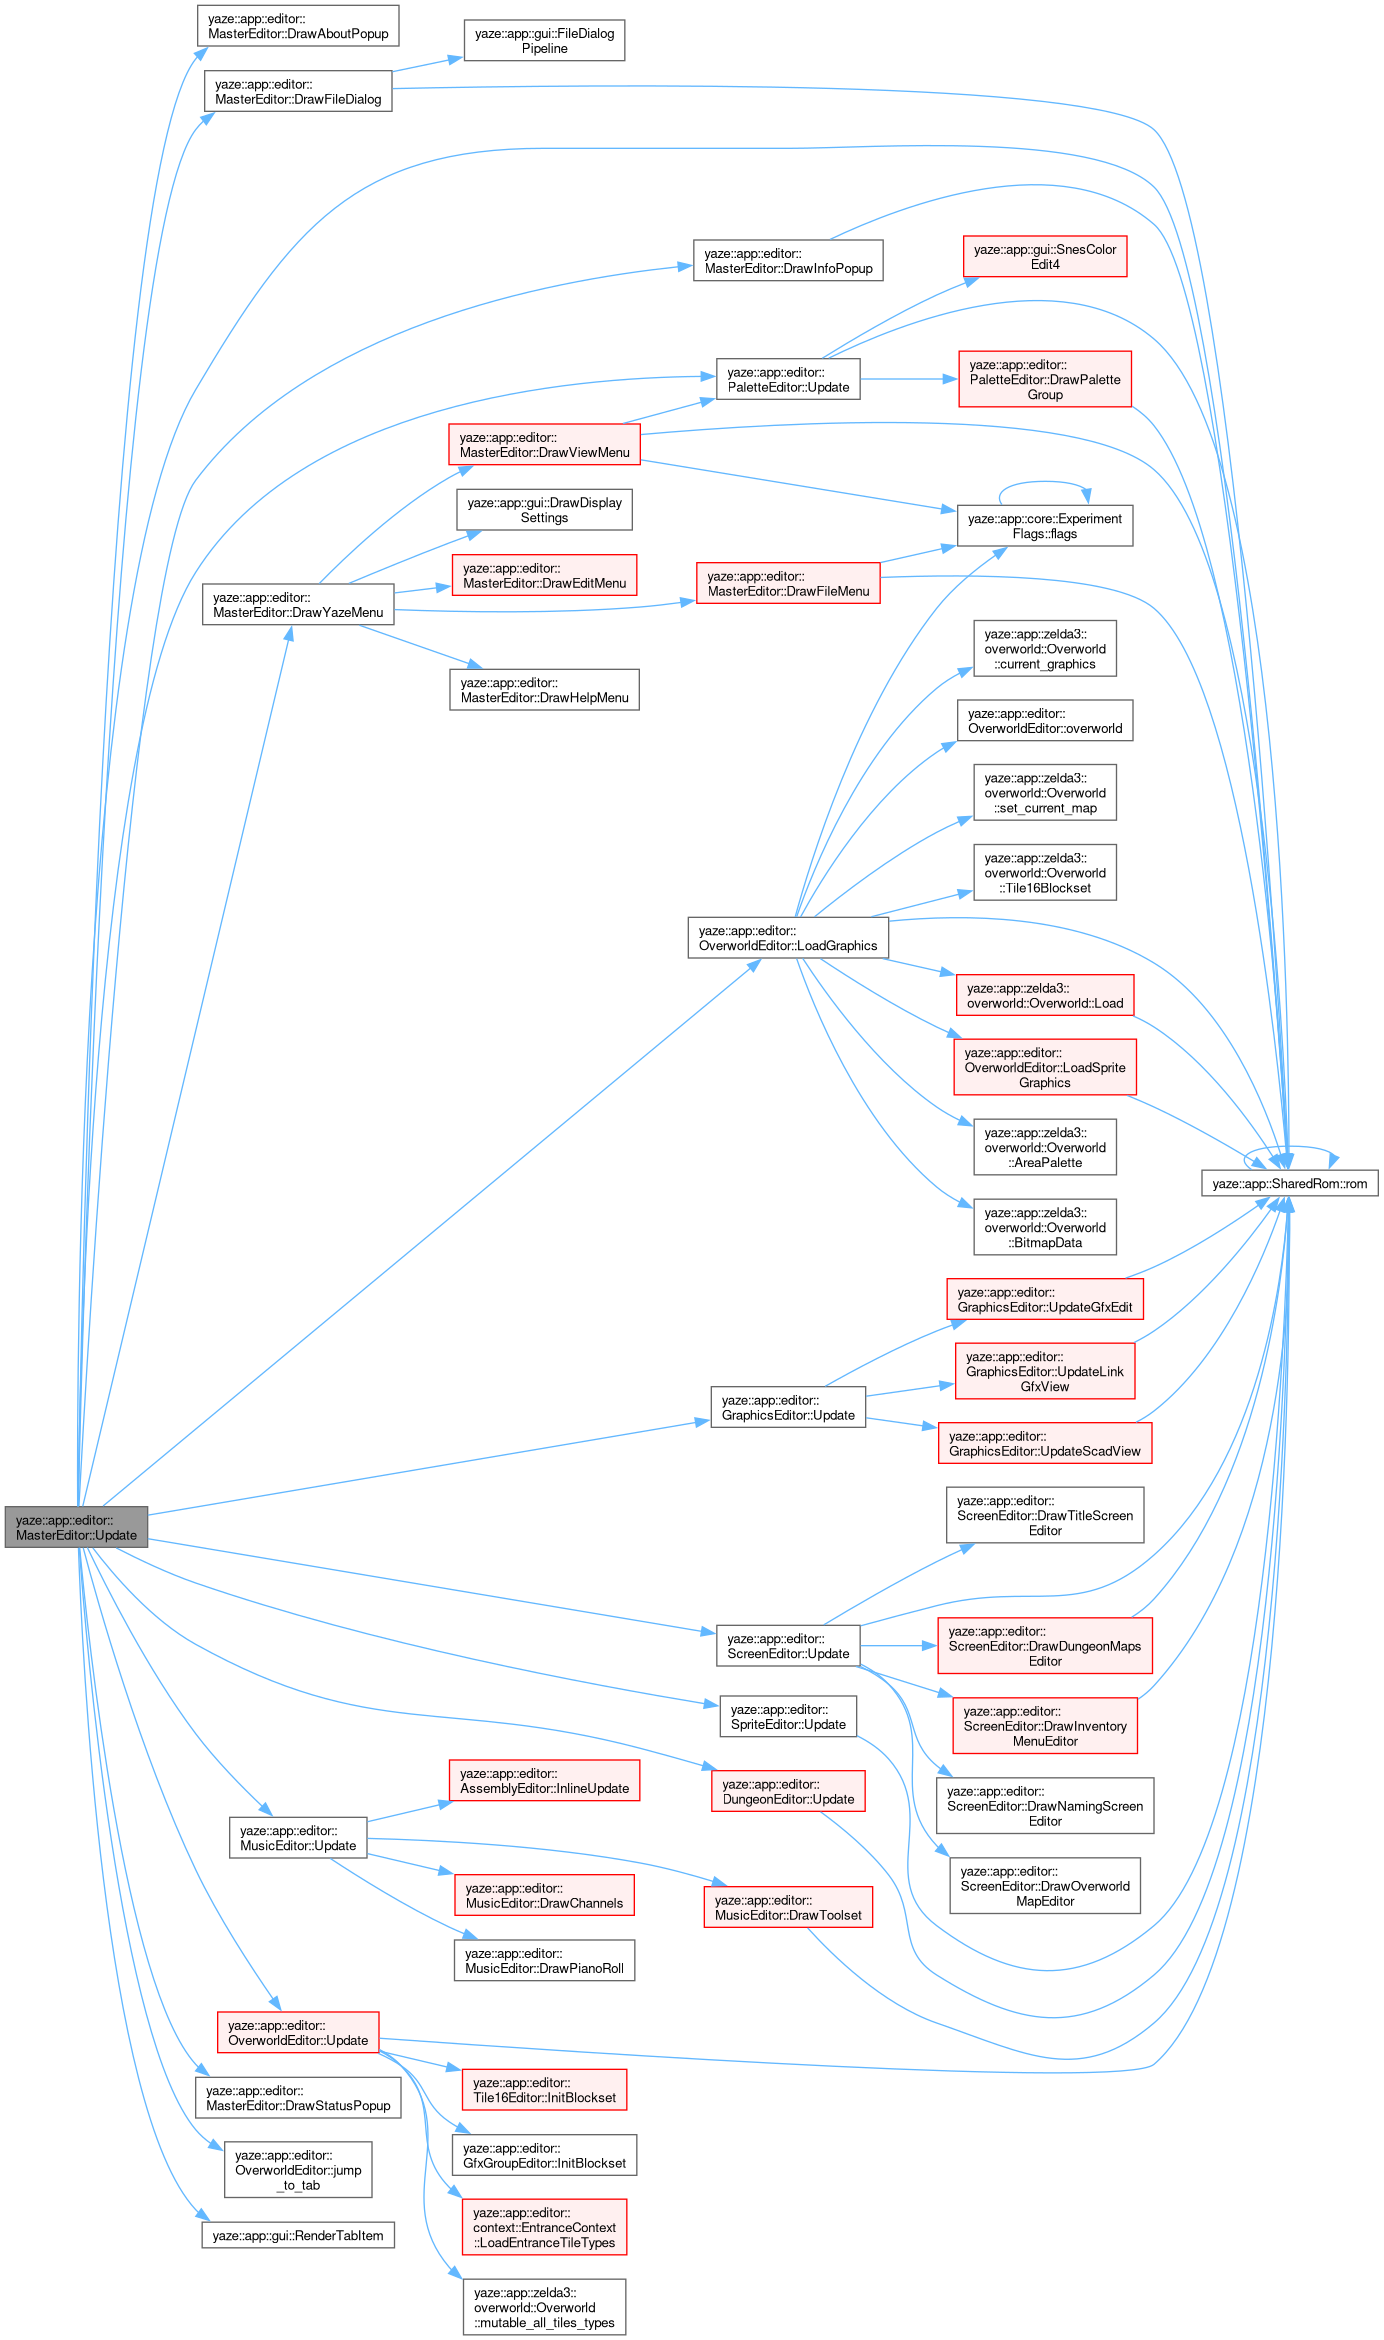 yaze::app::editor::
MasterEditor::DrawAboutPopup
yaze::app::gui::FileDialog
Pipeline
yaze::app::editor::
MasterEditor::DrawFileDialog
yaze::app::editor::
MasterEditor::DrawInfoPopup
yaze::app::gui::SnesColor
Edit4
yaze::app::editor::
PaletteEditor::Update
yaze::app::editor::
PaletteEditor::DrawPalette
Group
yaze::app::editor::
MasterEditor::DrawViewMenu
yaze::app::gui::DrawDisplay
Settings
yaze::app::core::Experiment
Flags::flags
yaze::app::editor::
MasterEditor::DrawEditMenu
yaze::app::editor::
MasterEditor::DrawFileMenu
yaze::app::editor::
MasterEditor::DrawYazeMenu
yaze::app::editor::
MasterEditor::DrawHelpMenu
yaze::app::zelda3::
overworld::Overworld
::current_graphics
yaze::app::editor::
OverworldEditor::overworld
yaze::app::zelda3::
overworld::Overworld
::set_current_map
yaze::app::zelda3::
overworld::Overworld
::Tile16Blockset
yaze::app::editor::
OverworldEditor::LoadGraphics
yaze::app::zelda3::
overworld::Overworld::Load
yaze::app::editor::
OverworldEditor::LoadSprite
Graphics
yaze::app::zelda3::
overworld::Overworld
::AreaPalette
yaze::app::SharedRom::rom
yaze::app::zelda3::
overworld::Overworld
::BitmapData
yaze::app::editor::
GraphicsEditor::UpdateGfxEdit
yaze::app::editor::
GraphicsEditor::UpdateLink
GfxView
yaze::app::editor::
GraphicsEditor::Update
yaze::app::editor::
GraphicsEditor::UpdateScadView
yaze::app::editor::
MasterEditor::Update
yaze::app::editor::
ScreenEditor::DrawTitleScreen
Editor
yaze::app::editor::
ScreenEditor::Update
yaze::app::editor::
ScreenEditor::DrawDungeonMaps
Editor
yaze::app::editor::
SpriteEditor::Update
yaze::app::editor::
ScreenEditor::DrawInventory
MenuEditor
yaze::app::editor::
AssemblyEditor::InlineUpdate
yaze::app::editor::
DungeonEditor::Update
yaze::app::editor::
ScreenEditor::DrawNamingScreen
Editor
yaze::app::editor::
MusicEditor::Update
yaze::app::editor::
ScreenEditor::DrawOverworld
MapEditor
yaze::app::editor::
MusicEditor::DrawChannels
yaze::app::editor::
MusicEditor::DrawToolset
yaze::app::editor::
MusicEditor::DrawPianoRoll
yaze::app::editor::
OverworldEditor::Update
yaze::app::editor::
Tile16Editor::InitBlockset
yaze::app::editor::
MasterEditor::DrawStatusPopup
yaze::app::editor::
GfxGroupEditor::InitBlockset
yaze::app::editor::
OverworldEditor::jump
_to_tab
yaze::app::editor::
context::EntranceContext
::LoadEntranceTileTypes
yaze::app::gui::RenderTabItem
yaze::app::zelda3::
overworld::Overworld
::mutable_all_tiles_types